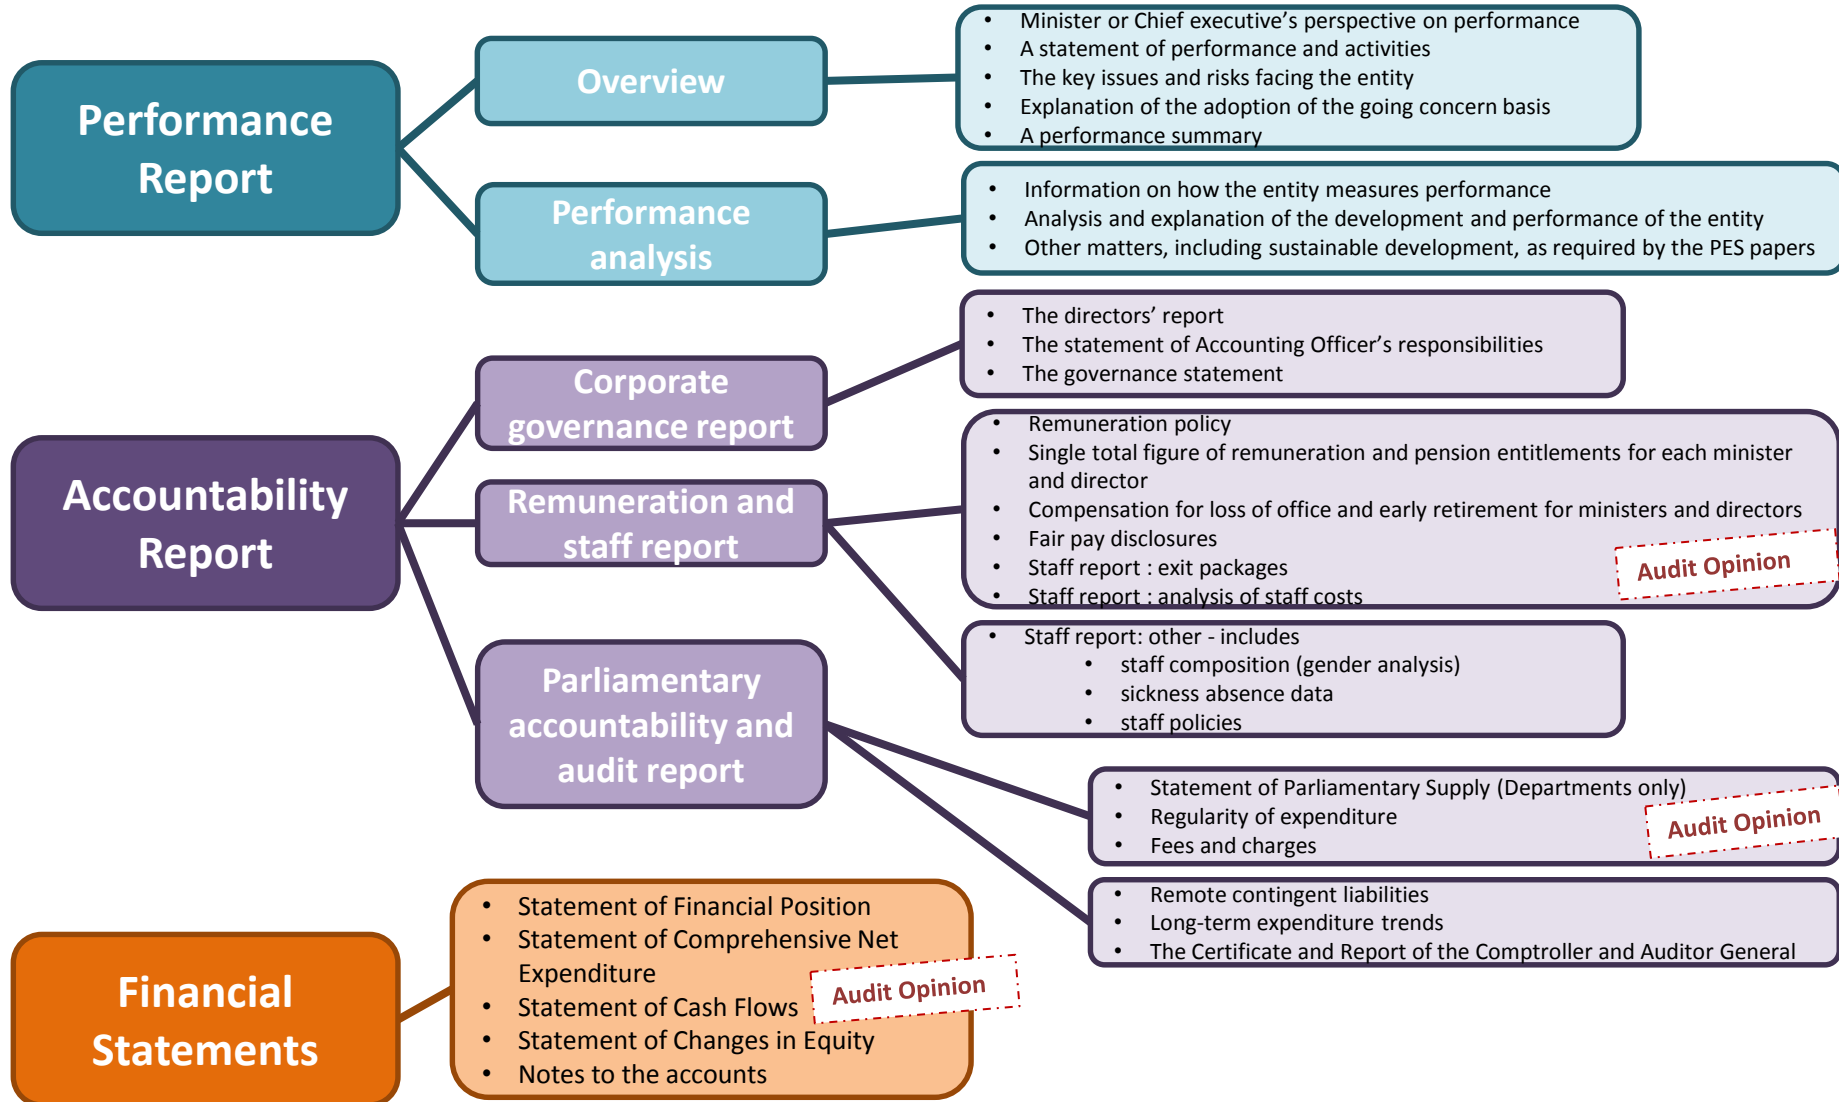 Performance
Report
Overview
• Minister or Chief executive’s perspective on performance
• A statement of performance and activities
• The key issues and risks facing the entity
• Explanation of the adoption of the going concern basis
• A performance summary
Performance
analysis
• Information on how the entity measures performance
• Analysis and explanation of the development and performance of the entity
• Other matters, including sustainable development, as required by the PES papers
Accountability
Report
Corporate
governance report
• The directors’ report
• The statement of Accounting Officer’s responsibilities
• The governance statement
Remuneration and
staff report
• Remuneration policy
• Single total figure of remuneration and pension entitlements for each minister
and director
• Compensation for loss of office and early retirement for ministers and directors
• Fair pay disclosures
• Staff report : exit packages
• Staff report : analysis of staff costs
Audit Opinion
• Staff report: other - includes
• staff composition (gender analysis)
• sickness absence data
• staff policies
Parliamentary
accountability and
audit report
• Statement of Parliamentary Supply (Departments only)
• Regularity of expenditure
• Fees and charges
Audit Opinion
• Remote contingent liabilities
• Long-term expenditure trends
• The Certificate and Report of the Comptroller and Auditor General
Financial
Statements
• Statement of Financial Position
• Statement of Comprehensive Net
Expenditure
• Statement of Cash Flows
• Statement of Changes in Equity
• Notes to the accounts
Audit Opinion